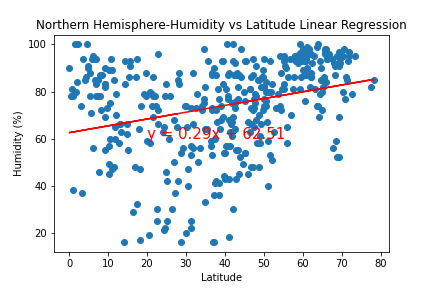 Northern Hemisphere-Humidity vs Latitude Linear Regression
100
80
60
40
20
Humidity (%)
y = 0.29x + 62.51
0 10 20 30 40 50 60 70 80
Latitude